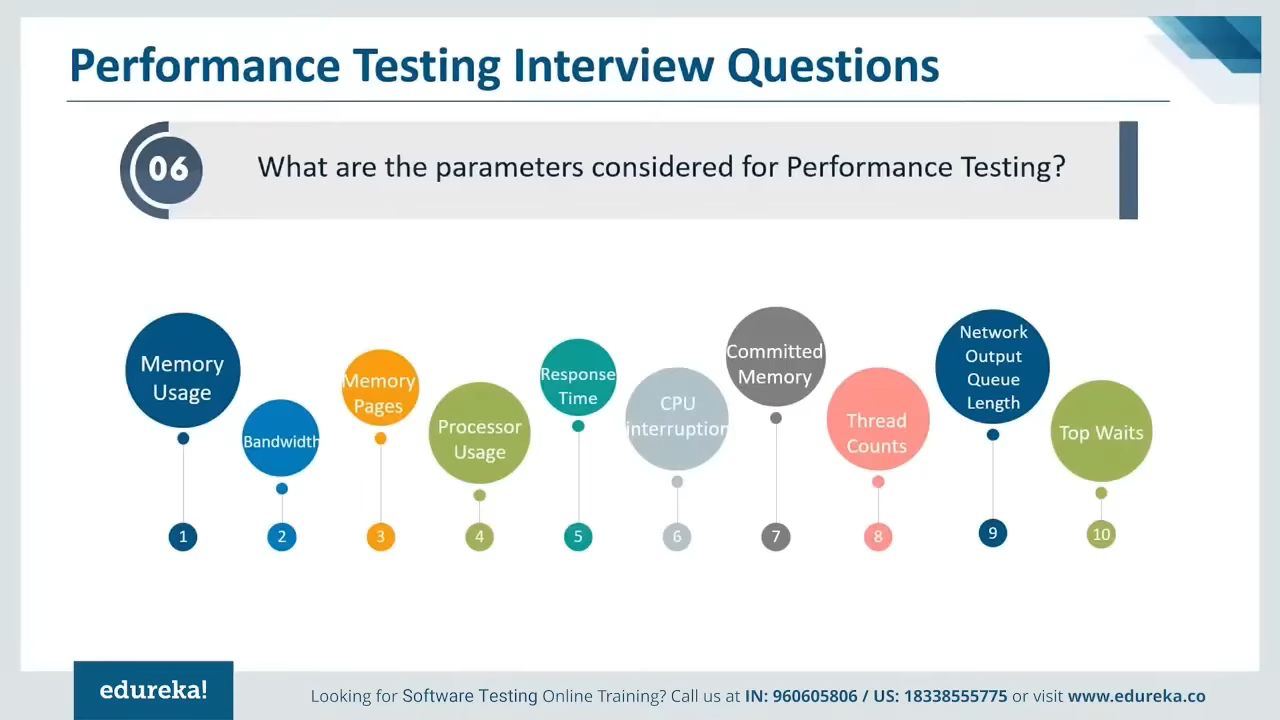 Performance Testing Interview Questions
06
What are the parameters considered for Performance Testing?
Memory
Usage
Bandwidth
Memory
Pages
Processor
Usage
Response
Time
CPU
interruption
Committed
Memory
Thread
Counts
Network
Output
Queue
Length
Top Waits
1
2
3
4
5
6
7
8
9
10
edureka!
Looking for Software Testing Online Training? Call us at IN: 960605806 / US: 18338555775 or visit www.edureka.co